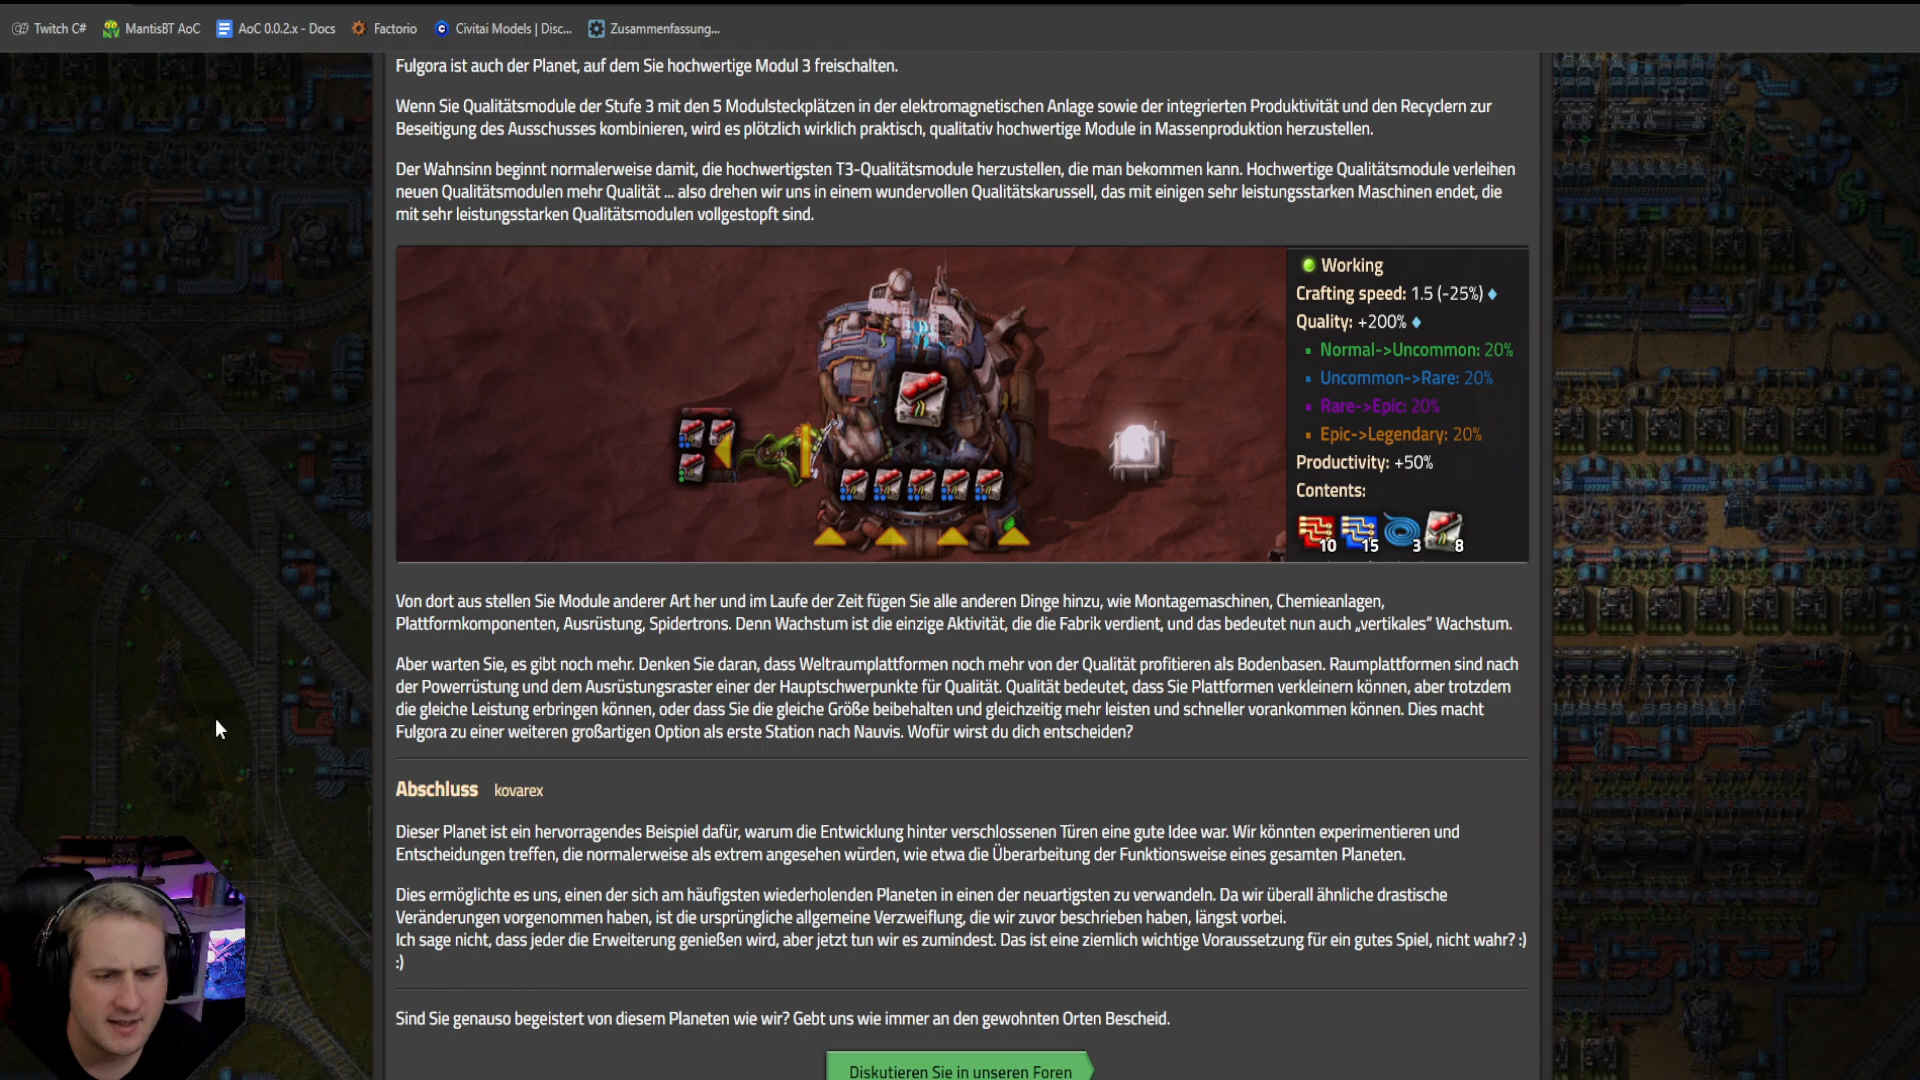 Twitch C# MantisBT AoC AoC 0.0.2.x - Docs Factorio Civitai Models | Disc... Zusammenfassung...
Fulgora ist auch der Planet, auf dem Sie hochwertige Modul 3 freischalten.
Wenn Sie Qualitätsmodule der Stufe 3 mit den 5 Modulsteckplätzen in der elektromagnetischen Anlage sowie der integrierten Produktivität und den Recyclern zur
Beseitigung des Ausschusses kombinieren, wird es plötzlich wirklich praktisch, qualitativ hochwertige Module in Massenproduktion herzustellen.
Der Wahnsinn beginnt normalerweise damit, die hochwertigsten T3-Qualitätsmodule herzustellen, die man bekommen kann. Hochwertige Qualitätsmodule verleihen
neuen Qualitätsmodulen mehr Qualität ... also drehen wir uns in einem wundervollen Qualitätskarussell, das mit einigen sehr leistungsstarken Maschinen endet, die
mit sehr leistungsstarken Qualitätsmodulen vollgestopft sind.
Working
Crafting speed: 1.5 (-25%)
Quality: +200%
Normal->Uncommon: 20%
Uncommon->Rare: 20%
Rare->Epic: 20%
Epic->Legendary: 20%
Productivity: +50%
Contents:
10 15 3 8
Von dort aus stellen Sie Module anderer Art her und im Laufe der Zeit fügen Sie alle anderen Dinge hinzu, wie Montagemaschinen, Chemieanlagen,
Plattformkomponenten, Ausrüstung, Spidertrons. Denn Wachstum ist die einzige Aktivität, die die Fabrik verdient, und das bedeutet nun auch „vertikales“ Wachstum.
Aber warten Sie, es gibt noch mehr. Denken Sie daran, dass Weltraumplattformen noch mehr von der Qualität profitieren als Bodenbasen. Raumplattformen sind nach
der Powerrüstung und dem Ausrüstungsraster einer der Hauptschwerpunkte für Qualität. Qualität bedeutet, dass Sie Plattformen verkleinern können, aber trotzdem
die gleiche Leistung erbringen können, oder dass Sie die gleiche Größe beibehalten und gleichzeitig mehr leisten und schneller vorankommen können. Dies macht
Fulgora zu einer weiteren großartigen Option als erste Station nach Nauvis. Wofür wirst du dich entscheiden?
Abschluss kovarex
Dieser Planet ist ein hervorragendes Beispiel dafür, warum die Entwicklung hinter verschlossenen Türen eine gute Idee war. Wir könnten experimentieren und
Entscheidungen treffen, die normalerweise als extrem angesehen würden, wie etwa die Überarbeitung der Funktionsweise eines gesamten Planeten.
Dies ermöglichte es uns, einen der sich am häufigsten wiederholenden Planeten in einen der neuartigsten zu verwandeln. Da wir überall ähnliche drastische
Veränderungen vorgenommen haben, ist die ursprüngliche allgemeine Verzweiflung, die wir zuvor beschrieben haben, längst vorbei.
Ich sage nicht, dass jeder die Erweiterung genießen wird, aber jetzt tun wir es zumindest. Das ist eine ziemlich wichtige Voraussetzung für ein gutes Spiel, nicht wahr? :)
:)
Sind Sie genauso begeistert von diesem Planeten wie wir? Gebt uns wie immer an den gewohnten Orten Bescheid.
Diskutieren Sie in unseren Foren